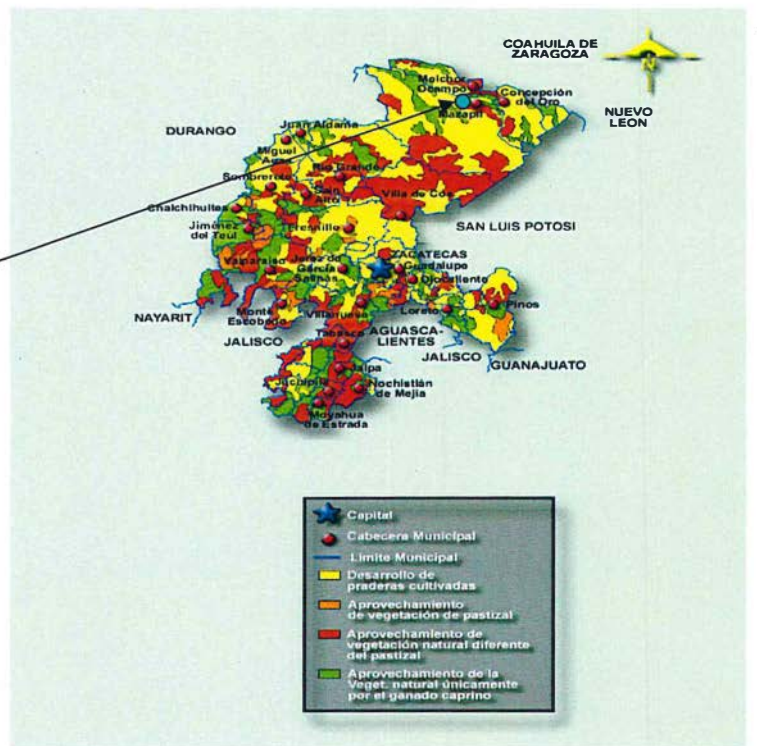 COAHUILA DE
ZARAGOZA
N
Melchor
Ocampo
Concepción
del Oro
Mazapil
NUEVO
LEON
DURANGO
Juan Aldama
Miguel
Auza
Rio Grande
Sombrerete
Sain
Alto
Villa de Cos
Chalchihuites
Jiménez
del Teúl
Fresnillo
SAN LUIS POTOSI
ZACATECAS
Valparaiso
Jerez de
García
Salinas
Guadalupe
Ojocaliente
NAYARIT
Monte
Escobedo
Villanueva
Loreto
Pinos
JALISCO
Tabasco
AGUASCA-
LIENTES
JALISCO
GUANAJUATO
Jalpa
Juchipila
Nochistlán
de Mejia
Moyahua
de Estrada
Capital
Cabecera Municipal
Limite Municipal
Desarrollo de
praderas cultivadas
Aprovechamiento
de vegetación de pastizal
Aprovechamiento de
vegetación natural diferente
del pastizal
Aprovechamiento de la
Veget. natural únicamente
por el ganado caprino